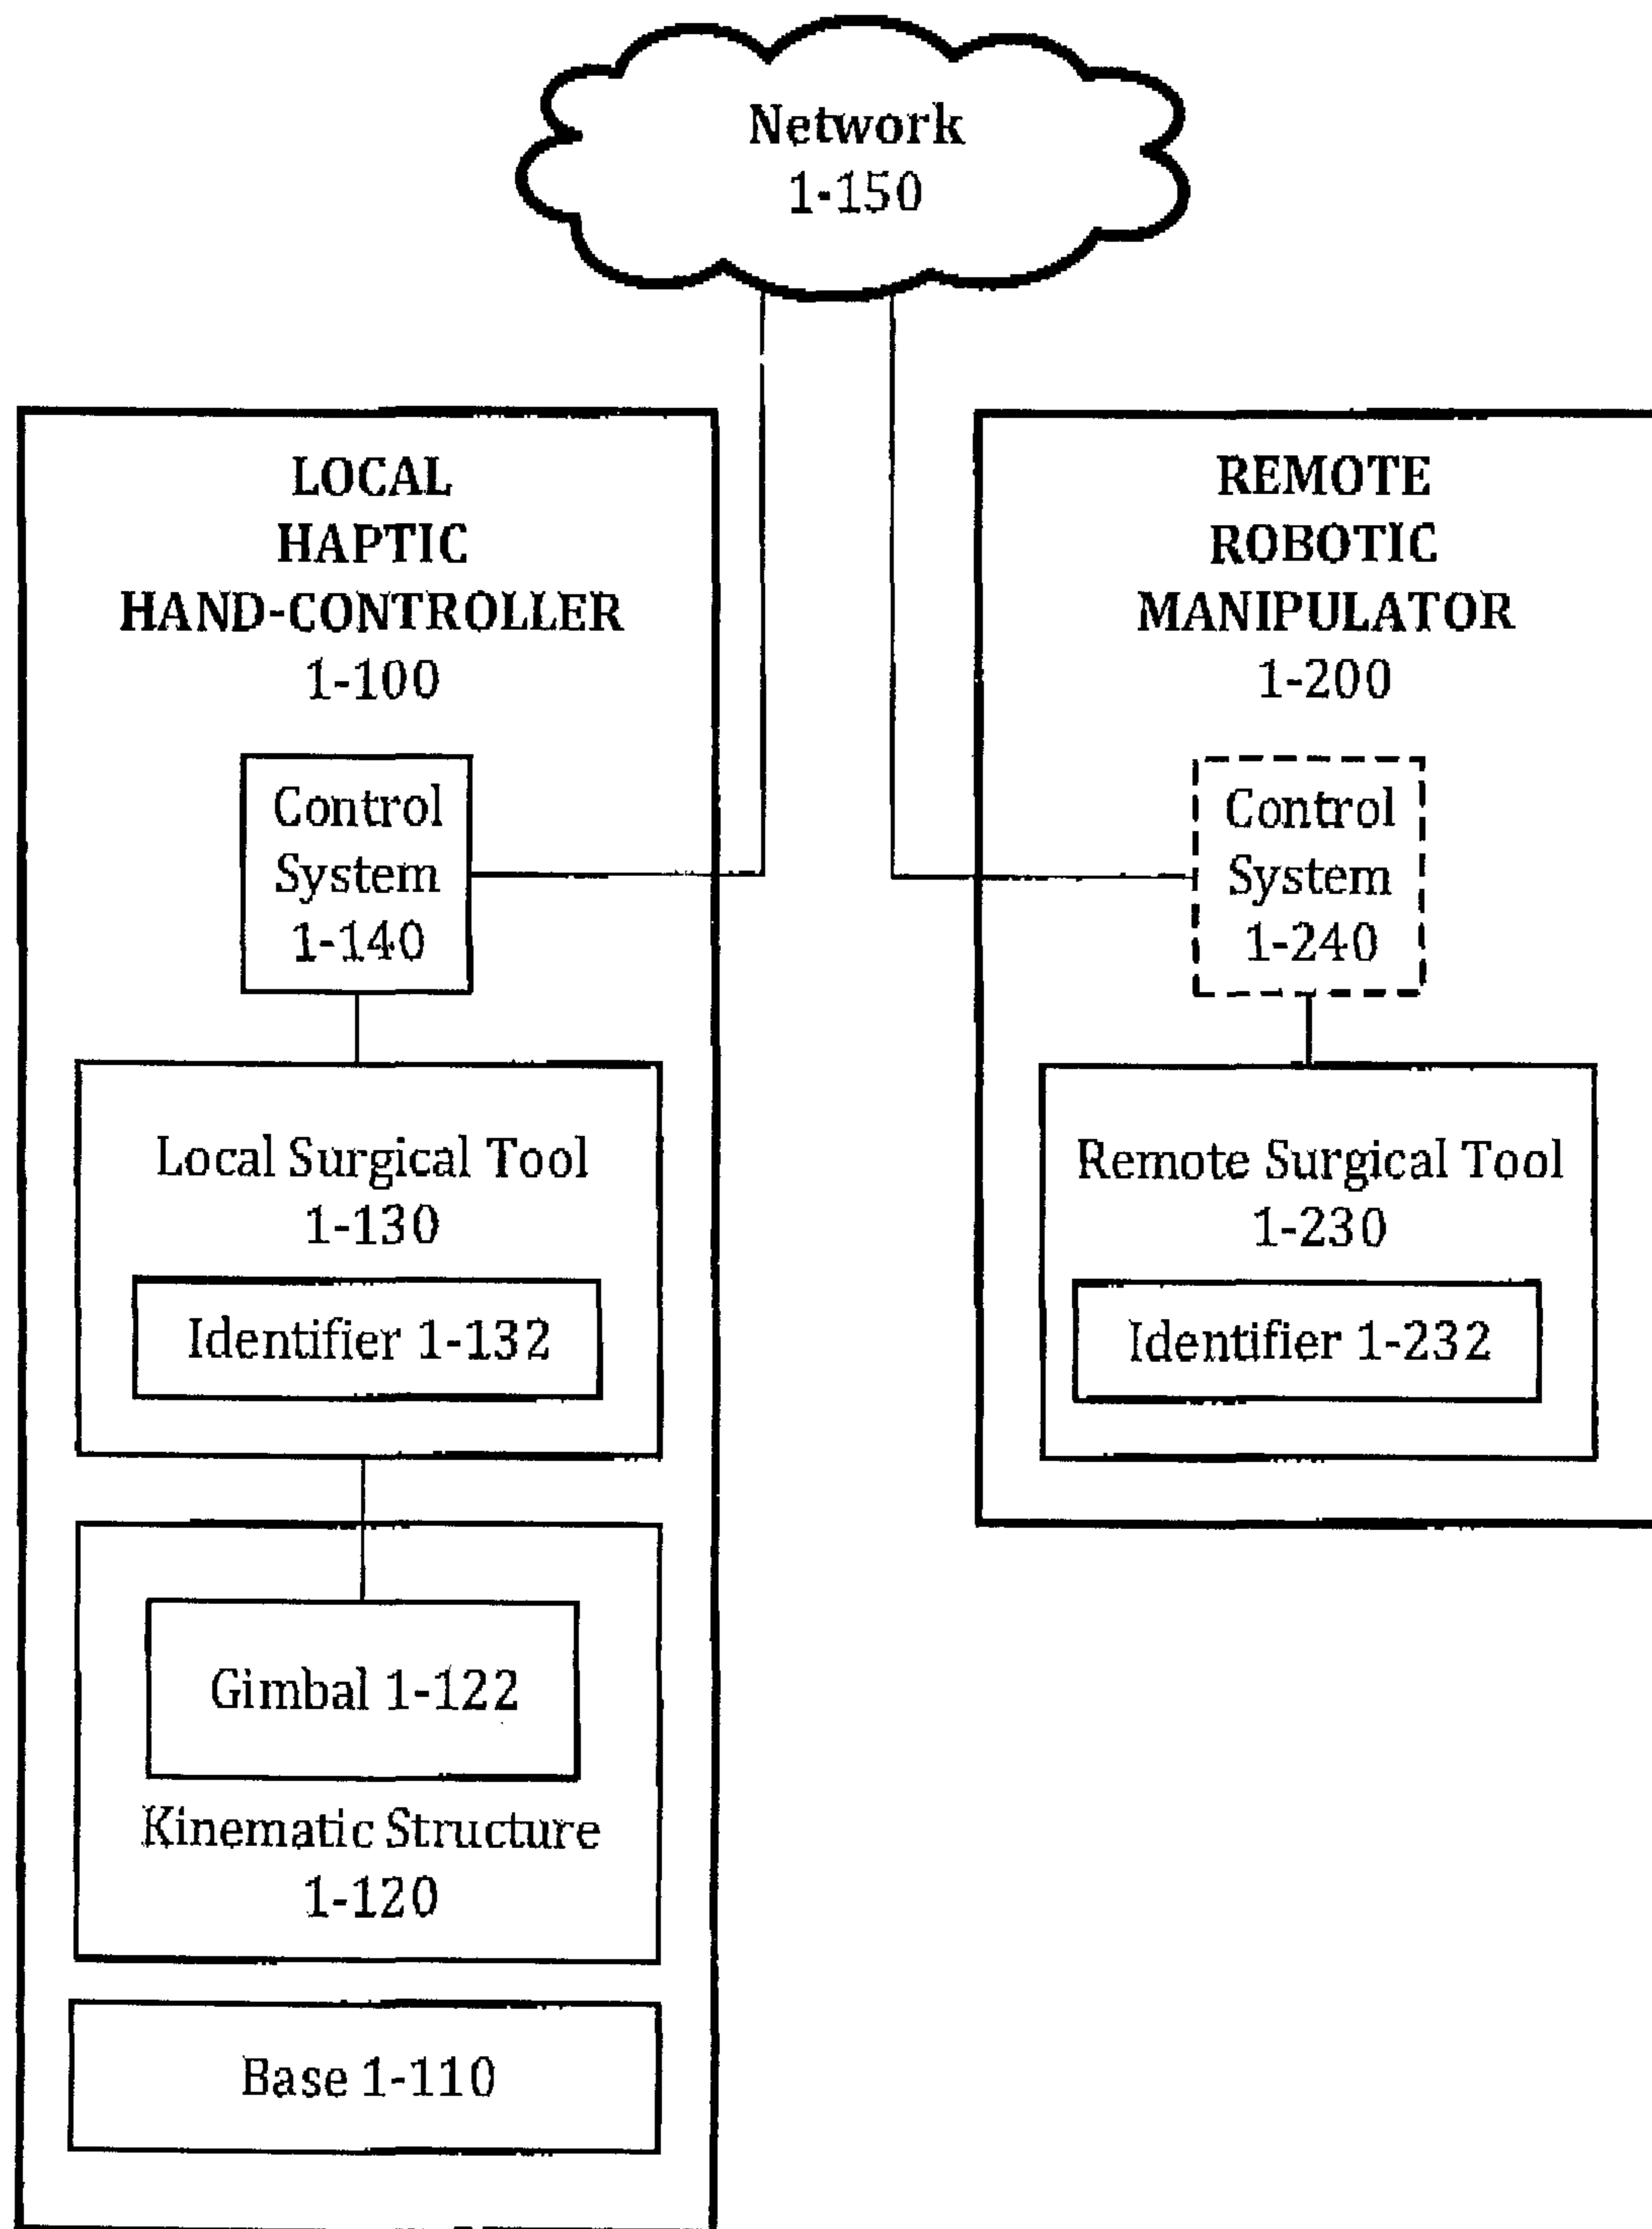 Network
1-150
LOCAL
HAPTIC
HAND-CONTROLLER
1-100
Control
System
1-140
Local Surgical Tool
1-130
Identifier 1-132
Gimbal 1-122
Kinematic Structure
1-120
Base 1-110
REMOTE
ROBOTIC
MANIPULATOR
1-200
Control
System
1-240
Remote Surgical Tool
1-230
Identifier 1-232